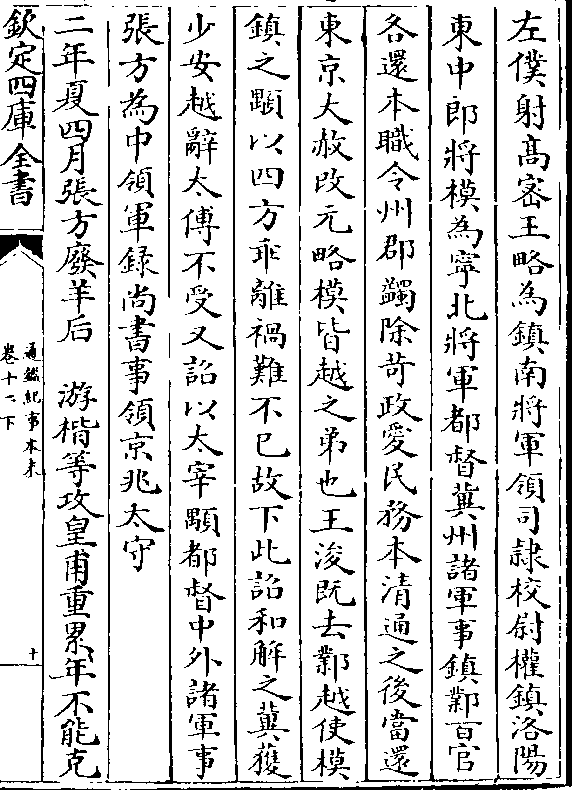 左僕射高密王略為鎮南將軍領司隸校尉權鎮洛陽
東中郎將模為寧北將軍都督冀州諸軍事鎮鄴百官
各還本職令州郡蠲除苛政愛民務本清通之後當還
東京大赦改元略模皆越之弟也王浚既去鄴越使模
鎮之顒以四方乖離禍難不已故下此詔和解之冀獲
少安越辭太傅不受又詔以太宰顒都督中外諸軍事
張方為中領軍録尚書事領京兆太守
二年夏四月張方廢羊后　游楷等攻皇甫重累年不能克
欽定四庫全書
通鑑紀事本末
卷十二下
十